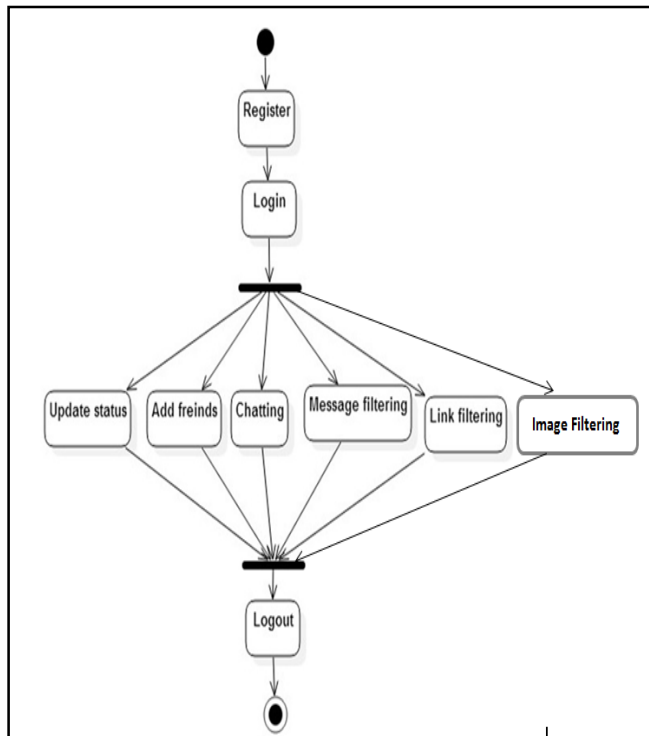 Register
Login
Update status
Add freinds
Chatting
Message filtering
Link filtering
Image Filtering
Logout